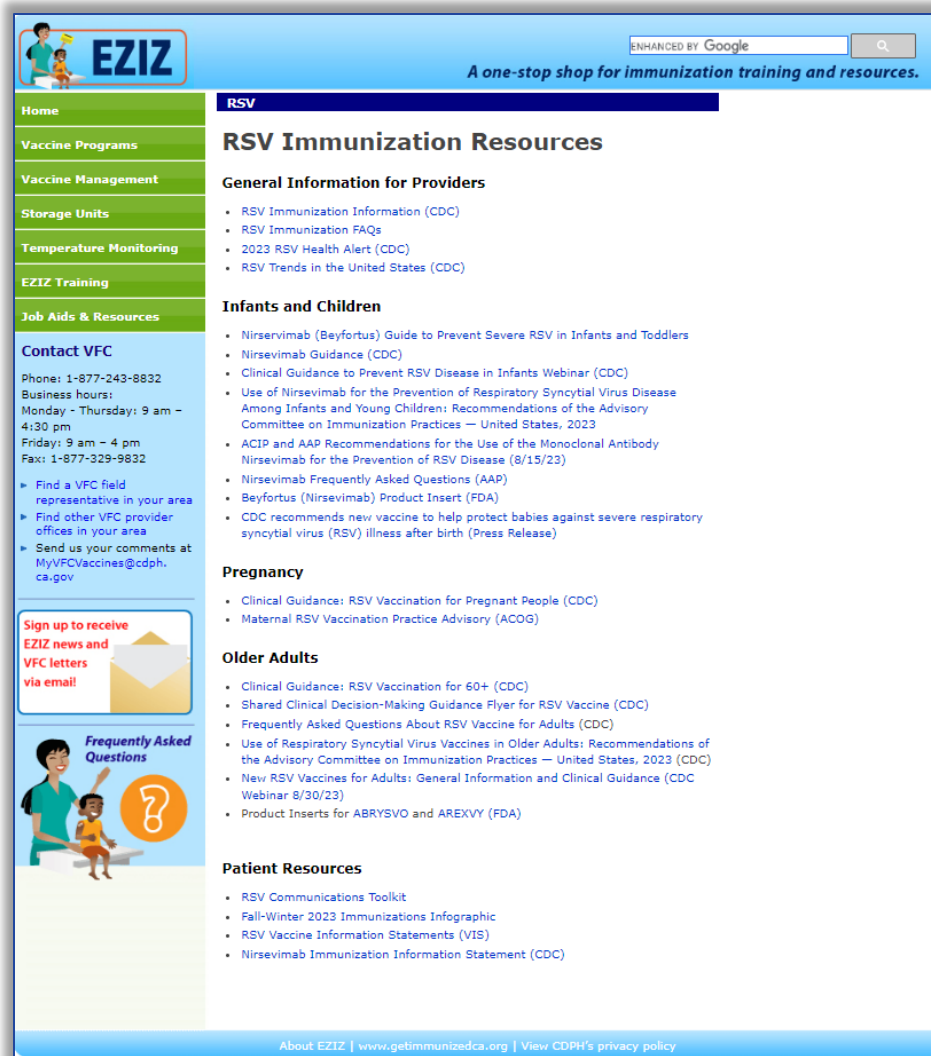 EZIZ
ENHANCED BY Google
A one-stop shop for immunization training and resources.
Home
Vaccine Programs
Vaccine Management
Storage Units
Temperature Monitoring
EZIZ Training
Job Aids & Resources
Contact VFC
Phone: 1-877-243-8832
Business hours:
Monday - Thursday: 9 am –
4:30 pm
Friday: 9 am – 4 pm
Fax: 1-877-329-9832
Find a VFC field
representative in your area
Find other VFC provider
offices in your area
Send us your comments at
MyVFCVaccines@cdph.
ca.gov
Sign up to receive
EZIZ news and
VFC letters
via email
Frequently Asked
Questions
?
RSV
RSV Immunization Resources
General Information for Providers
• RSV Immunization Information (CDC)
• RSV Immunization FAQs
• 2023 RSV Health Alert (CDC)
• RSV Trends in the United States (CDC)
Infants and Children
• Nirservimab (Beyfortus) Guide to Prevent Severe RSV in Infants and Toddlers
• Nirsevimab Guidance (CDC)
• Clinical Guidance to Prevent RSV Disease in Infants Webinar (CDC)
• Use of Nirsevimab for the Prevention of Respiratory Syncytial Virus Disease
Among Infants and Young Children: Recommendations of the Advisory
Committee on Immunization Practices — United States, 2023
• ACIP and AAP Recommendations for the Use of the Monoclonal Antibody
Nirsevimab for the Prevention of RSV Disease (8/15/23)
• Nirsevimab Frequently Asked Questions (AAP)
• Beyfortus (Nirsevimab) Product Insert (FDA)
• CDC recommends new vaccine to help protect babies against severe respiratory
syncytial virus (RSV) illness after birth (Press Release)
Pregnancy
• Clinical Guidance: RSV Vaccination for Pregnant People (CDC)
• Maternal RSV Vaccination Practice Advisory (ACOG)
Older Adults
• Clinical Guidance: RSV Vaccination for 60+ (CDC)
• Shared Clinical Decision-Making Guidance Flyer for RSV Vaccine (CDC)
• Frequently Asked Questions About RSV Vaccine for Adults (CDC)
• Use of Respiratory Syncytial Virus Vaccines in Older Adults: Recommendations of
the Advisory Committee on Immunization Practices — United States, 2023 (CDC)
• New RSV Vaccines for Adults: General Information and Clinical Guidance (CDC
Webinar 8/30/23)
• Product Inserts for ABRYSVO and AREXVY (FDA)
Patient Resources
• RSV Communications Toolkit
• Fall-Winter 2023 Immunizations Infographic
• RSV Vaccine Information Statements (VIS)
• Nirsevimab Immunization Information Statement (CDC)
About EZIZ | www.getimmunizedca.org | View CDPH's privacy policy